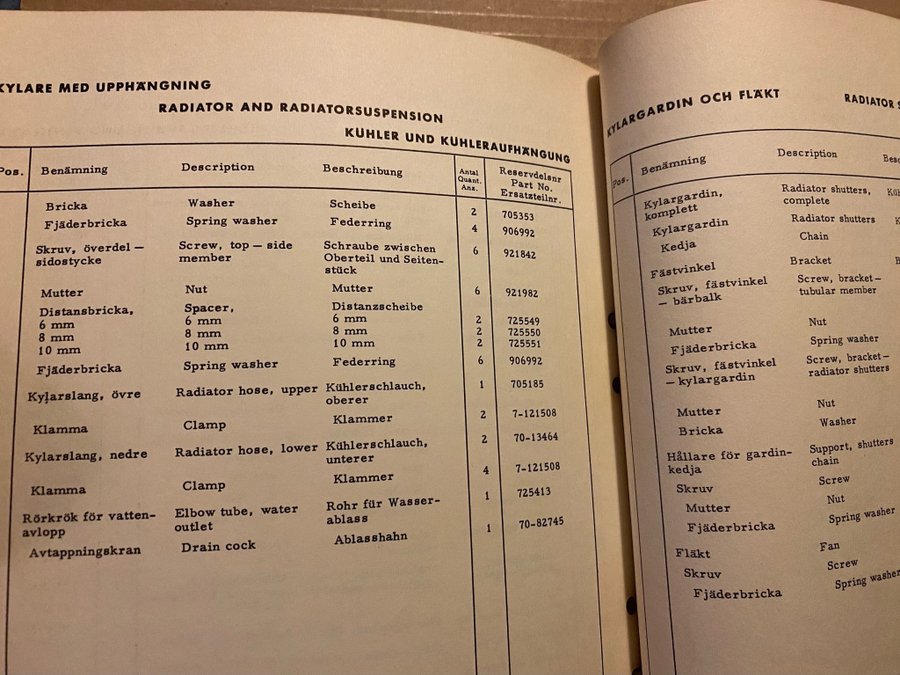 KYLARE MED UPPHÄNGNING
RADIATOR AND RADIATORSUSPENSION
KÜHLER UND KÜHLERAUFHÄNGUNG
Pos. Benämning Description Beschreibung Antal Quant. Anz. Reservdelsnr Part No. Ersatzteilnr.
Bricka Washer Scheibe 2 705353
Fjäderbricka Spring washer Federring 4 906992
Skruv, överdel — Screw, top — side Schraube zwischen 6 921842
sidostycke member Oberteil und Seiten-
stück
Mutter Nut Mutter 6 921982
Distansbricka, Spacer, Distanzscheibe
6 mm 6 mm 6 mm 2 725549
8 mm 8 mm 8 mm 2 725550
10 mm 10 mm 10 mm 2 725551
Fjäderbricka Spring washer Federring 6 906992
Kylarslang, övre Radiator hose, upper Kühlerschlauch, 1 705185
oberer
Klamma Clamp Klammer 2 7-121508
Kylarslang, nedre Radiator hose, lower Kühlerschlauch, 2 70-13464
unterer
Klamma Clamp Klammer 4 7-121508
Rörkrök för vatten- Elbow tube, water Rohr für Wasser- 1 725413
avlopp outlet ablass
Avtappningskran Drain cock Ablasshahn 1 70-82745
KYLARGARDIN OCH FLÄKT
RADIATOR
Pos. Benämning Description
Kylargardin, Radiator shutters,
komplett complete
Kylargardin Radiator shutters
Kedja Chain
Fästvinkel Bracket
Skruv, fästvinkel Screw, bracket—
— bärbalk tubular member
Mutter Nut
Fjäderbricka Spring washer
Skruv, fästvinkel Screw, bracket—
—kylargardin radiator shutters
Mutter Nut
Bricka Washer
Hållare för gardin- Support, shutters
kedja chain
Skruv Screw
Mutter Nut
Fjäderbricka Spring washer
Fläkt Fan
Skruv Screw
Fjäderbricka Spring washer